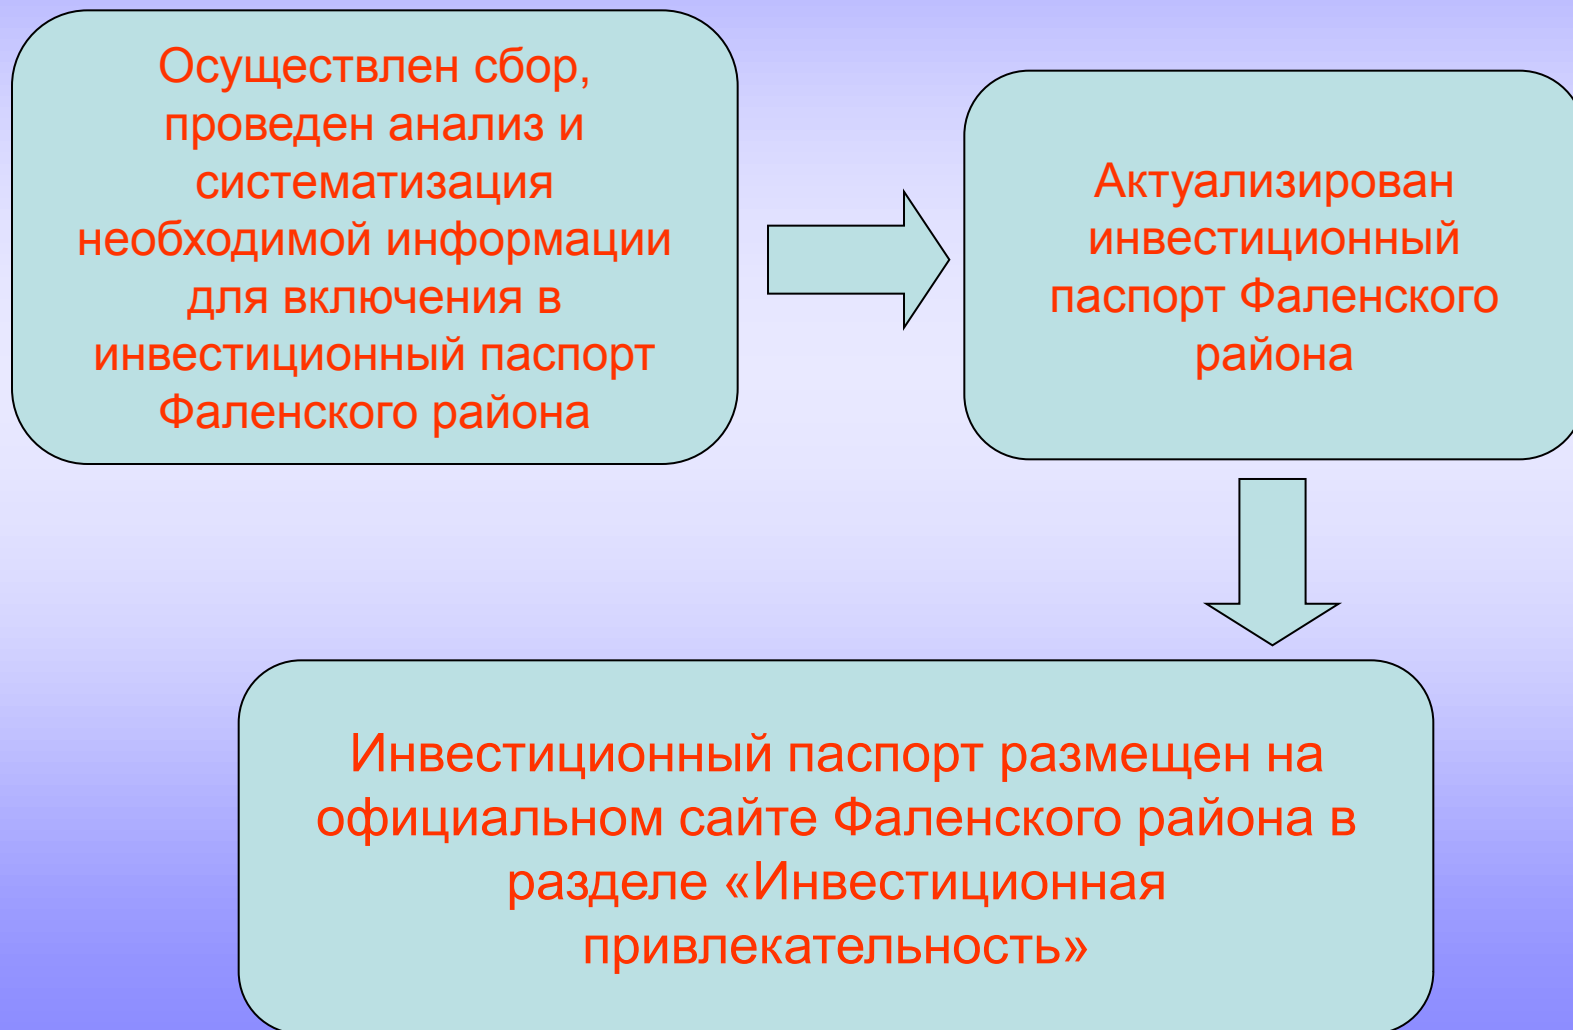 Осуществлен сбор,
проведен анализ и
систематизация
необходимой информации
для включения в
инвестиционный паспорт
Фаленского района
Актуализирован
инвестиционный
паспорт Фаленского
района
Инвестиционный паспорт размещен на
официальном сайте Фаленского района в
разделе «Инвестиционная
привлекательность»